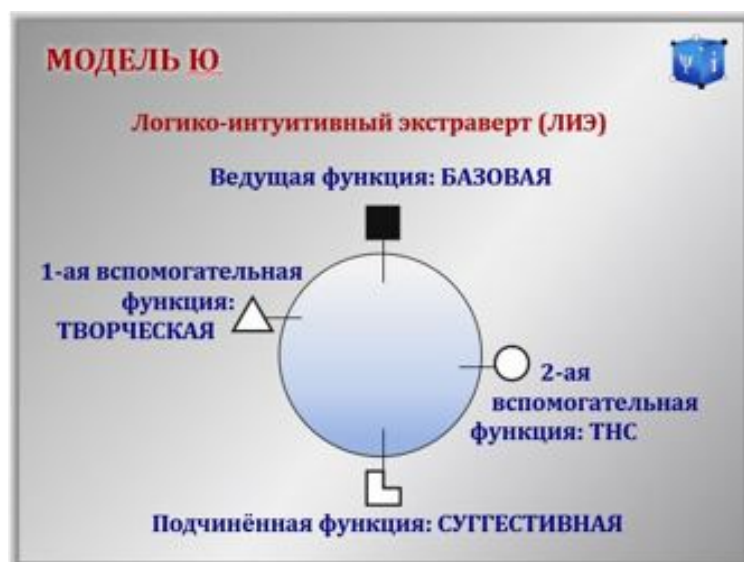 МОДЕЛЬ Ю
Ψ i
Логико-интуитивный экстраверт (ЛИЭ)
Ведущая функция: БАЗОВАЯ
1-ая вспомогательная
функция:
ТВОРЧЕСКАЯ
2-ая
вспомогательная
функция: ТНС
Подчинённая функция: СУГГЕСТИВНАЯ